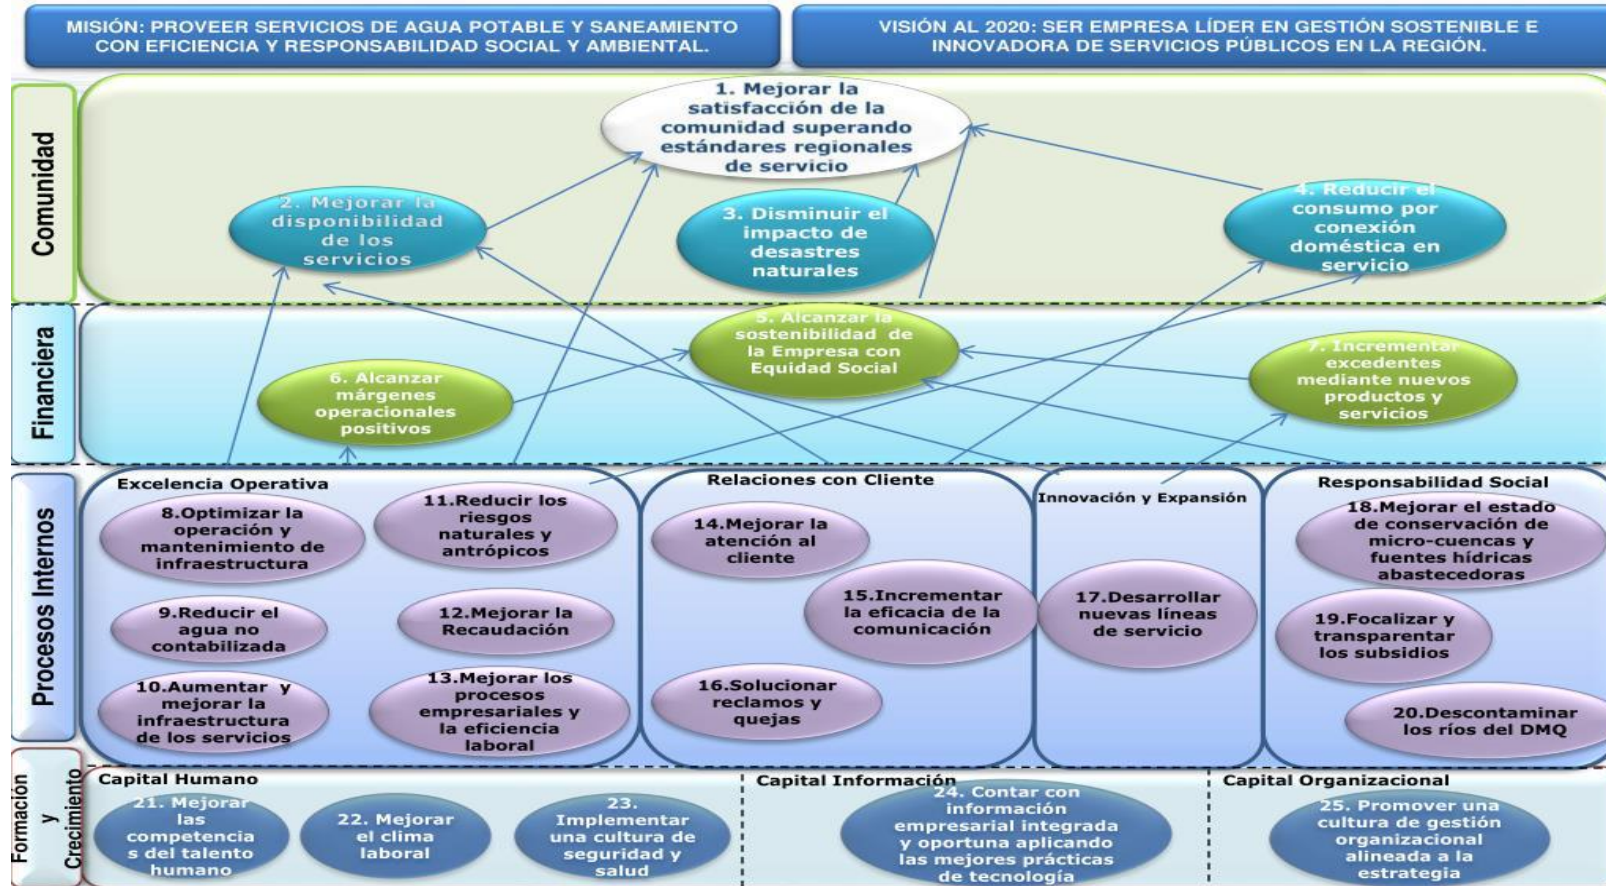 MISIÓN: PROVEER SERVICIOS DE AGUA POTABLE Y SANEAMIENTO
CON EFICIENCIA Y RESPONSABILIDAD SOCIAL Y AMBIENTAL.
VISIÓN AL 2020: SER EMPRESA LÍDER EN GESTIÓN SOSTENIBLE E
INNOVADORA DE SERVICIOS PÚBLICOS EN LA REGIÓN.
Comunidad
1. Mejorar la
satisfacción de la
comunidad superando
estándares regionales
de servicio
2. Mejorar la
disponibilidad
de los
servicios
3. Disminuir el
impacto de
desastres
naturales
4. Reducir el
consumo por
conexión
doméstica en
servicio
Financiera
5. Alcanzar la
sostenibilidad de
la Empresa con
Equidad Social
6. Alcanzar
márgenes
operacionales
positivos
7. Incrementar
excedentes
mediante nuevos
productos y
servicios
Procesos Internos
Excelencia Operativa
8.Optimizar la
operación y
mantenimiento de
infraestructura
9.Reducir el
agua no
contabilizada
10.Aumentar y
mejorar la
infraestructura
de los servicios
11.Reducir los
riesgos
naturales y
antrópicos
12.Mejorar la
Recaudación
13.Mejorar los
procesos
empresariales y
la eficiencia
laboral
Relaciones con Cliente
14.Mejorar la
atención al
cliente
15.Incrementar
la eficacia de la
comunicación
16.Solucionar
reclamos y
quejas
Innovación y Expansión
17.Desarrollar
nuevas líneas
de servicio
Responsabilidad Social
18.Mejorar el estado
de conservación de
micro-cuencas y
fuentes hídricas
abastecedoras
19.Focalizar y
transparentar
los subsidios
20.Descontaminar
los ríos del DMQ
Formación
y
Crecimiento
Capital Humano
21. Mejorar
las
competencia
s del talento
humano
22. Mejorar
el clima
laboral
23.
Implementar
una cultura de
seguridad y
salud
Capital Información
24. Contar con
información
empresarial integrada
y oportuna aplicando
las mejores prácticas
de tecnología
Capital Organizacional
25. Promover una
cultura de gestión
organizacional
alineada a la
estrategia